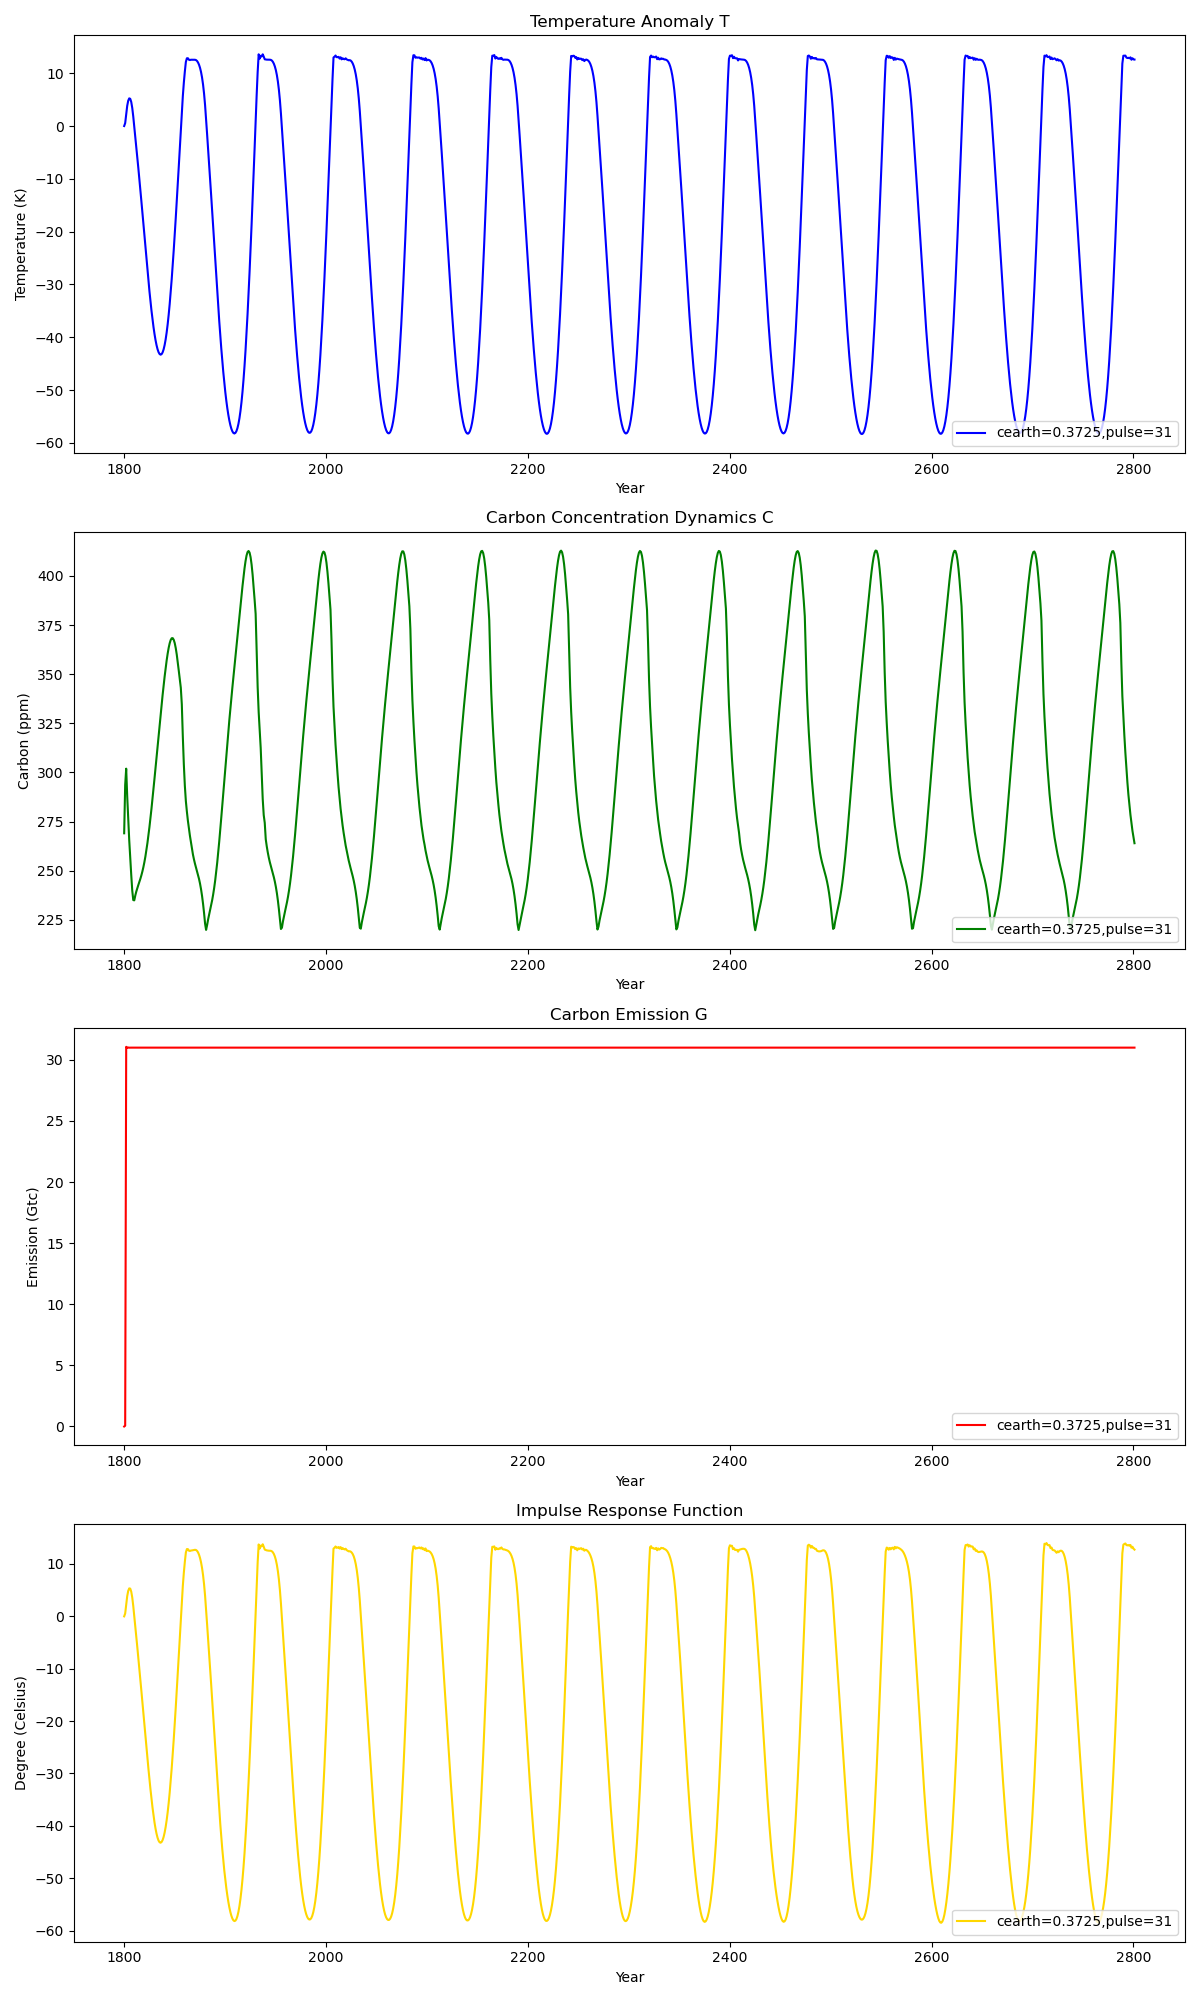 Temperature Anomaly T
Temperature (K)
10
0
−10
−20
−30
−40
−50
−60
cearth=0.3725,pulse=31
1800 2000 2200 2400 2600 2800
Year
Carbon Concentration Dynamics C
Carbon (ppm)
400
375
350
325
300
275
250
225
cearth=0.3725,pulse=31
1800 2000 2200 2400 2600 2800
Year
Carbon Emission G
Emission (Gtc)
30
25
20
15
10
5
0
cearth=0.3725,pulse=31
1800 2000 2200 2400 2600 2800
Year
Impulse Response Function
Degree (Celsius)
10
0
−10
−20
−30
−40
−50
−60
cearth=0.3725,pulse=31
1800 2000 2200 2400 2600 2800
Year